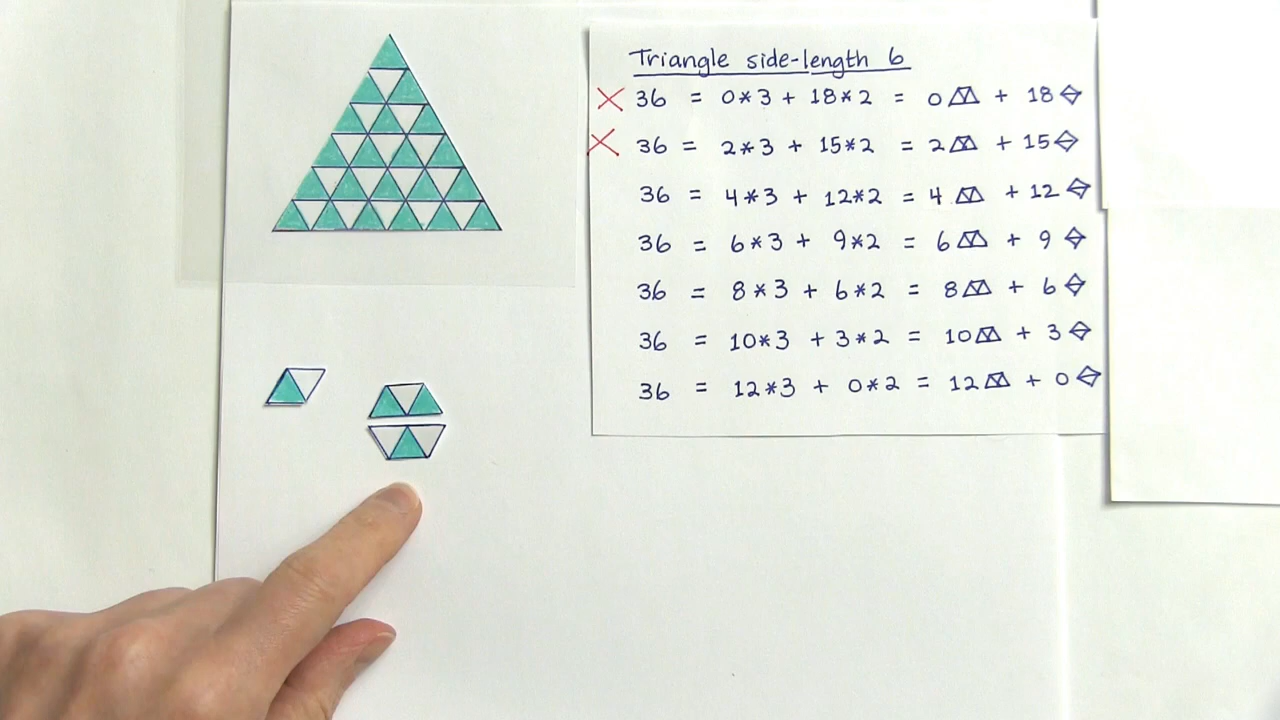 Triangle side-length 6
✗ 36 = 0*3 + 18*2 = 0 + 18
✗ 36 = 2*3 + 15*2 = 2 + 15
36 = 4*3 + 12*2 = 4 + 12
36 = 6*3 + 9*2 = 6 + 9
36 = 8*3 + 6*2 = 8 + 6
36 = 10*3 + 3*2 = 10 + 3
36 = 12*3 + 0*2 = 12 + 0